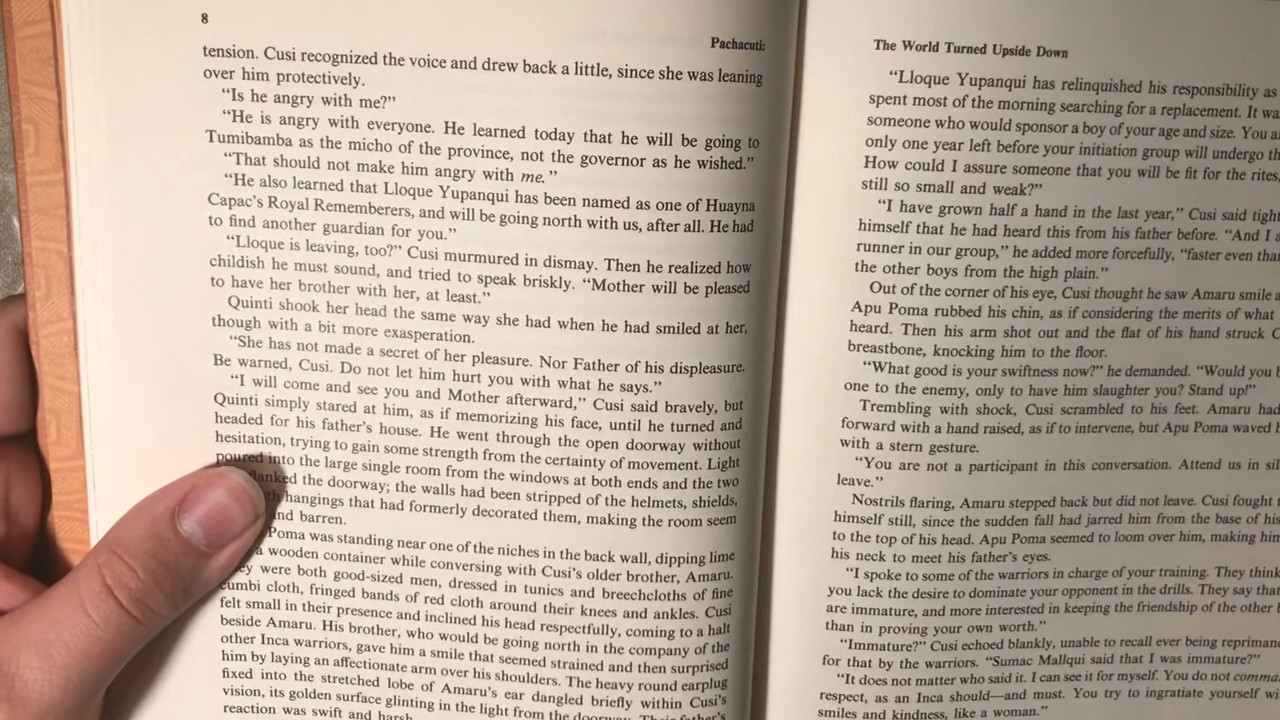 8
Pachacuti:
tension. Cusi recognized the voice and drew back a little, since she was leaning
over him protectively.
“Is he angry with me?”
“He is angry with everyone. He learned today that he will be going to
Tumibamba as the micho of the province, not the governor as he wished.”
“That should not make him angry with me.”
“He also learned that Lloque Yupanqui has been named as one of Huayna
Capac’s Royal Rememberers, and will be going north with us, after all. He had
to find another guardian for you.”
“Lloque is leaving, too?” Cusi murmured in dismay. Then he realized how
childish he must sound, and tried to speak briskly. “Mother will be pleased
to have her brother with her, at least.”
Quinti shook her head the same way she had when he had smiled at her,
though with a bit more exasperation.
“She has not made a secret of her pleasure. Nor Father of his displeasure.
Be warned, Cusi. Do not let him hurt you with what he says.”
“I will come and see you and Mother afterward,” Cusi said bravely, but
Quinti simply stared at him, as if memorizing his face, until he turned and
headed for his father’s house. He went through the open doorway without
hesitation, trying to gain some strength from the certainty of movement. Light
poured into the large single room from the windows at both ends and the two
flanked the doorway; the walls had been stripped of the helmets, shields,
hangings that had formerly decorated them, making the room seem
and barren.
Poma was standing near one of the niches in the back wall, dipping lime
a wooden container while conversing with Cusi’s older brother, Amaru.
were both good-sized men, dressed in tunics and breechcloths of fine
cumbi cloth, fringed bands of red cloth around their knees and ankles. Cusi
felt small in their presence and inclined his head respectfully, coming to a halt
beside Amaru. His brother, who would be going north in the company of the
other Inca warriors, gave him a smile that seemed strained and then surprised
him by laying an affectionate arm over his shoulders. The heavy round earplug
fixed into the stretched lobe of Amaru’s ear dangled briefly within Cusi’s
vision, its golden surface glinting in the light from the doorway. Their father’s
reaction was swift and harsh
The World Turned Upside Down
“Lloque Yupanqui has relinquished his responsibility as
spent most of the morning searching for a replacement. It wa
someone who would sponsor a boy of your age and size. You a
only one year left before your initiation group will undergo th
How could I assure someone that you will be fit for the rites,
still so small and weak?”
“I have grown half a hand in the last year,” Cusi said tight
himself that he had heard this from his father before. “And I a
runner in our group,” he added more forcefully, “faster even tha
the other boys from the high plain.”
Out of the corner of his eye, Cusi thought he saw Amaru smile a
Apu Poma rubbed his chin, as if considering the merits of what
heard. Then his arm shot out and the flat of his hand struck C
breastbone, knocking him to the floor.
“What good is your swiftness now?” he demanded. “Would you b
one to the enemy, only to have him slaughter you? Stand up!”
Trembling with shock, Cusi scrambled to his feet. Amaru had
forward with a hand raised, as if to intervene, but Apu Poma waved h
with a stern gesture.
“You are not a participant in this conversation. Attend us in sil
leave.”
Nostrils flaring, Amaru stepped back but did not leave. Cusi fought t
himself still, since the sudden fall had jarred him from the base of his
to the top of his head. Apu Poma seemed to loom over him, making him
his neck to meet his father’s eyes.
“I spoke to some of the warriors in charge of your training. They think
you lack the desire to dominate your opponent in the drills. They say that
are immature, and more interested in keeping the friendship of the other b
than in proving your own worth.”
“Immature?” Cusi echoed blankly, unable to recall ever being repriman
for that by the warriors. “Sumac Mallqui said that I was immature?”
“It does not matter who said it. I can see it for myself. You do not comma
respect, as an Inca should—and must. You try to ingratiate yourself wi
smiles and kindness, like a woman.”